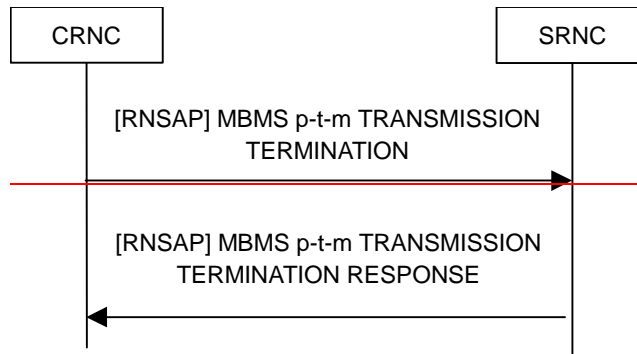 CRNC
SRNC
[RNSAP] MBMS p-t-m TRANSMISSION
TERMINATION
[RNSAP] MBMS p-t-m TRANSMISSION
TERMINATION RESPONSE